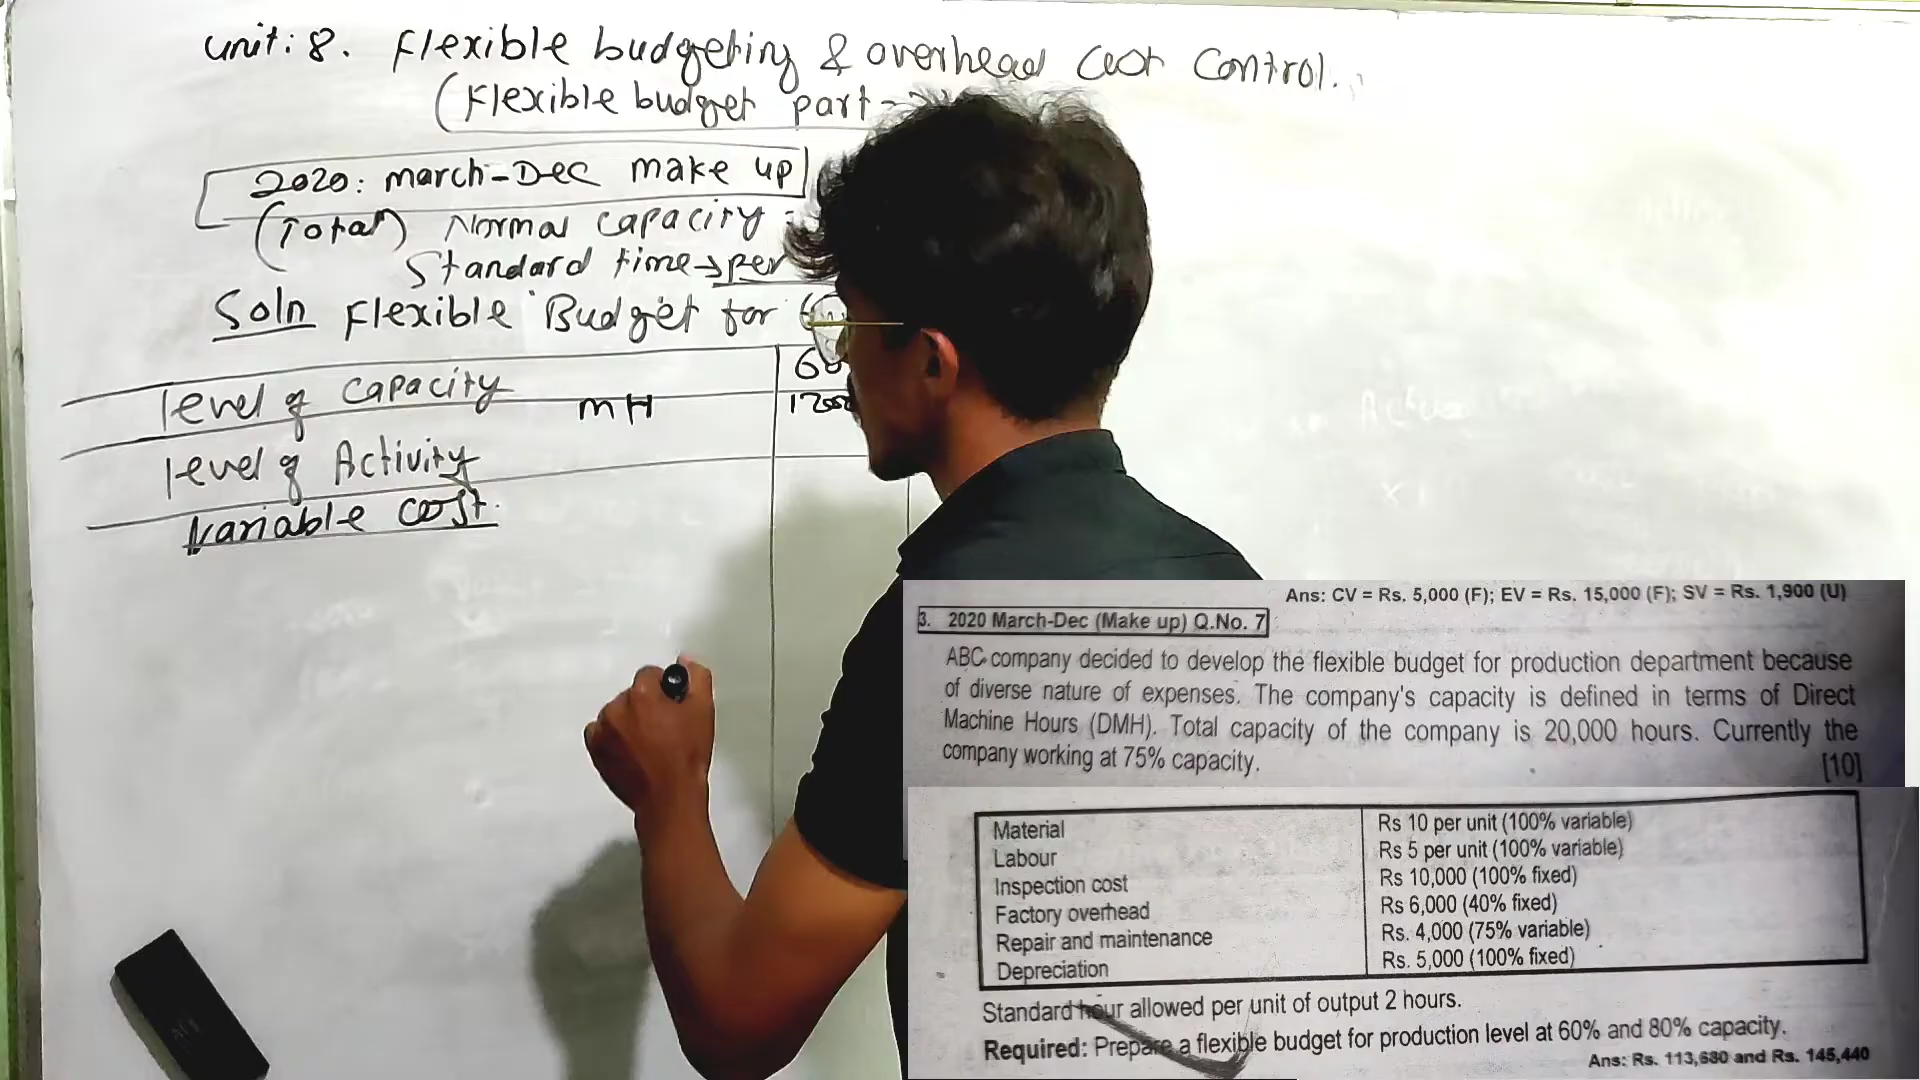 unit: 8. Flexible budgeting & overhead cost control.
(Flexible budget part-
2020: march-Dec make up
(Total) Normal capacity
Standard time→per
Soln Flexible Budget for
level of capacity
60
MH
1200
level of Activity
Variable cost.
Ans: CV = Rs. 5,000 (F); EV = Rs. 15,000 (F); SV = Rs. 1,900 (U)
3. 2020 March-Dec (Make up) Q.No. 7
ABC company decided to develop the flexible budget for production department because
of diverse nature of expenses. The company's capacity is defined in terms of Direct
Machine Hours (DMH). Total capacity of the company is 20,000 hours. Currently the
company working at 75% capacity. [10]
Material Rs 10 per unit (100% variable)
Labour Rs 5 per unit (100% variable)
Inspection cost Rs 10,000 (100% fixed)
Factory overhead Rs 6,000 (40% fixed)
Repair and maintenance Rs. 4,000 (75% variable)
Depreciation Rs. 5,000 (100% fixed)
Standard hour allowed per unit of output 2 hours.
Required: Prepare a flexible budget for production level at 60% and 80% capacity.
Ans: Rs. 113,680 and Rs. 145,440